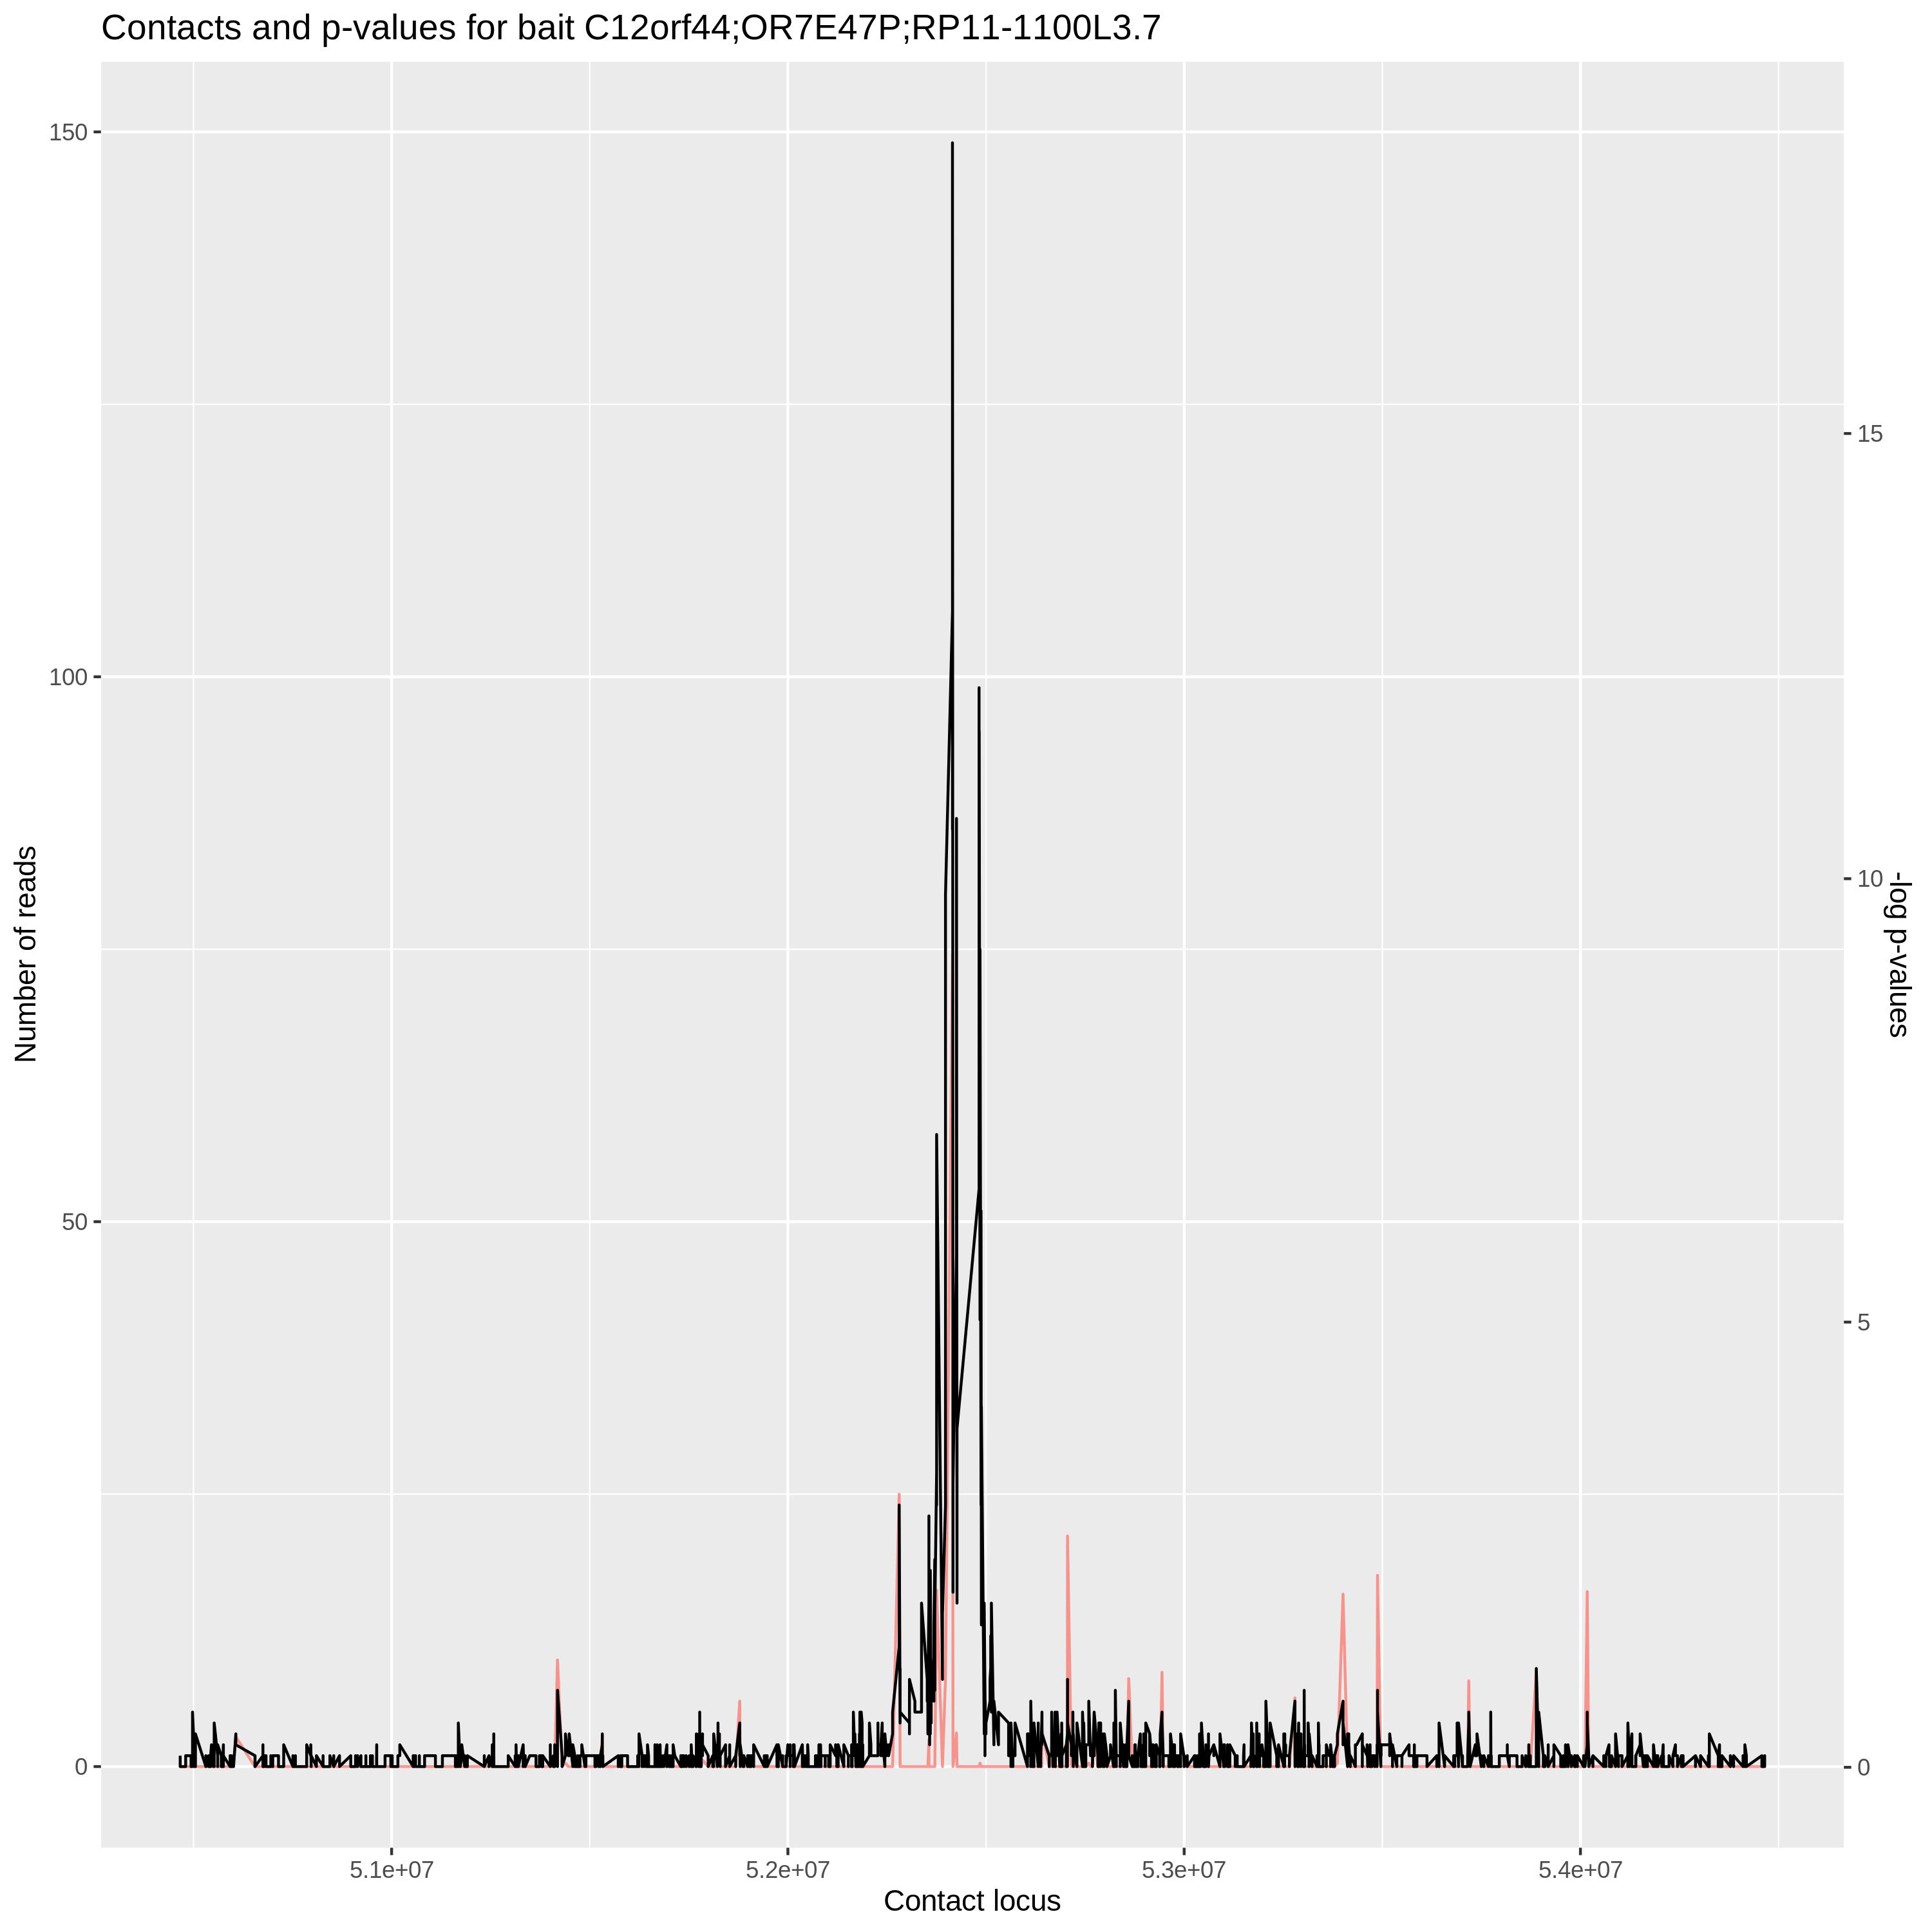 Contacts and p-values for bait C12orf44;OR7E47P;RP11-1100L3.7
150
100
50
0
Number of reads
15
10
5
0
-log p-values
5.1e+07
5.2e+07
5.3e+07
5.4e+07
Contact locus